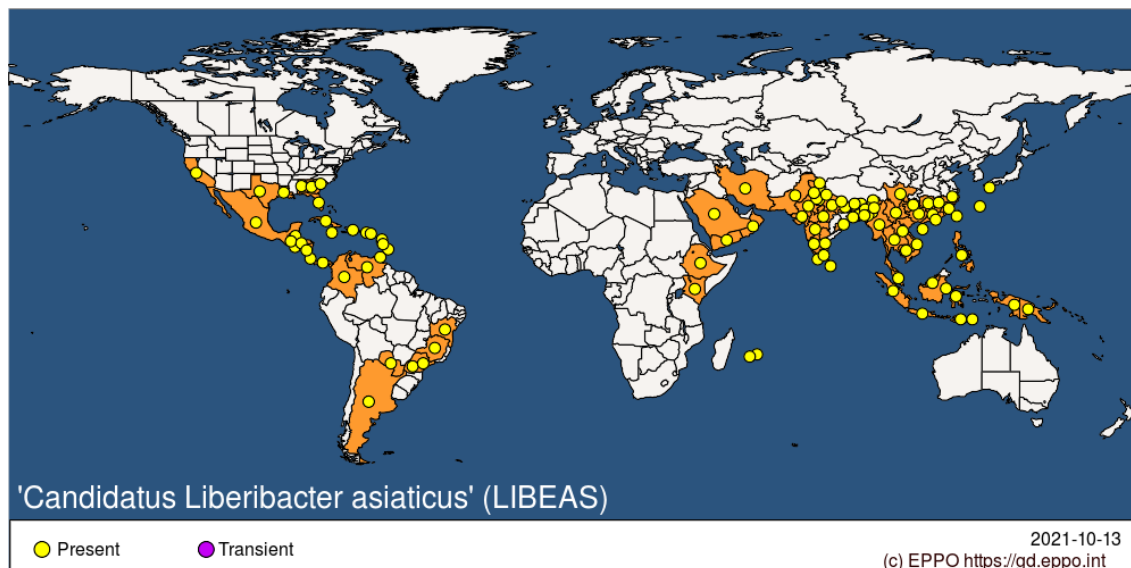 'Candidatus Liberibacter asiaticus' (LIBEAS)
Present
Transient
2021-10-13
(c) EPPO https://gd.eppo.int